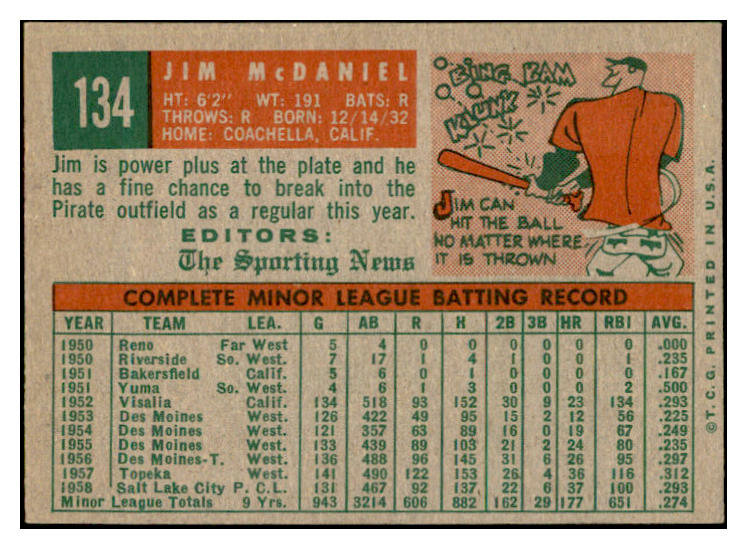 134
JIM McDANIEL
HT: 6'2" WT: 191 BATS: R
THROWS: R BORN: 12/14/32
HOME: COACHELLA, CALIF.
Jim is power plus at the plate and he
has a fine chance to break into the
Pirate outfield as a regular this year.
EDITORS:
The Sporting News
BING BAM
KLUNK
JIM CAN
HIT THE BALL
NO MATTER WHERE
IT IS THROWN
COMPLETE MINOR LEAGUE BATTING RECORD
YEAR TEAM LEA. G AB R H 2B 3B HR RBI AVG.
1950 Reno Far West 5 4 0 0 0 0 0 0 .000
1950 Riverside So. West. 7 17 1 4 1 0 0 1 .235
1951 Bakersfield Calif. 5 6 0 1 0 0 0 0 .167
1951 Yuma So. West. 4 6 1 3 0 0 0 2 .500
1952 Visalia Calif. 134 518 93 152 30 9 23 134 .293
1953 Des Moines West. 126 422 49 95 15 2 12 56 .225
1954 Des Moines West. 121 357 63 89 16 0 19 67 .249
1955 Des Moines West. 133 439 89 103 21 2 24 80 .235
1956 Des Moines-T. West. 136 488 96 145 31 6 26 95 .297
1957 Topeka West. 141 490 122 153 26 4 36 116 .312
1958 Salt Lake City P.C.L. 131 467 92 137 22 6 37 100 .293
Minor League Totals 9 Yrs. 943 3214 606 882 162 29 177 651 .274
©T.C.G. PRINTED IN U.S.A.